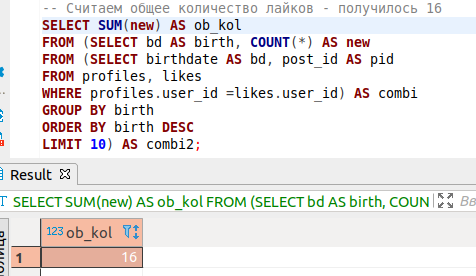 -- Считаем общее количество лайков - получилось 16
SELECT SUM(new) AS ob_kol
FROM (SELECT bd AS birth, COUNT(*) AS new
FROM (SELECT birthdate AS bd, post_id AS pid
FROM profiles, likes
WHERE profiles.user_id =likes.user_id) AS combi
GROUP BY birth
ORDER BY birth DESC
LIMIT 10) AS combi2;
Result
SELECT SUM(new) AS ob_kol FROM (SELECT bd AS birth, COUN
123 ob_kol
1 16